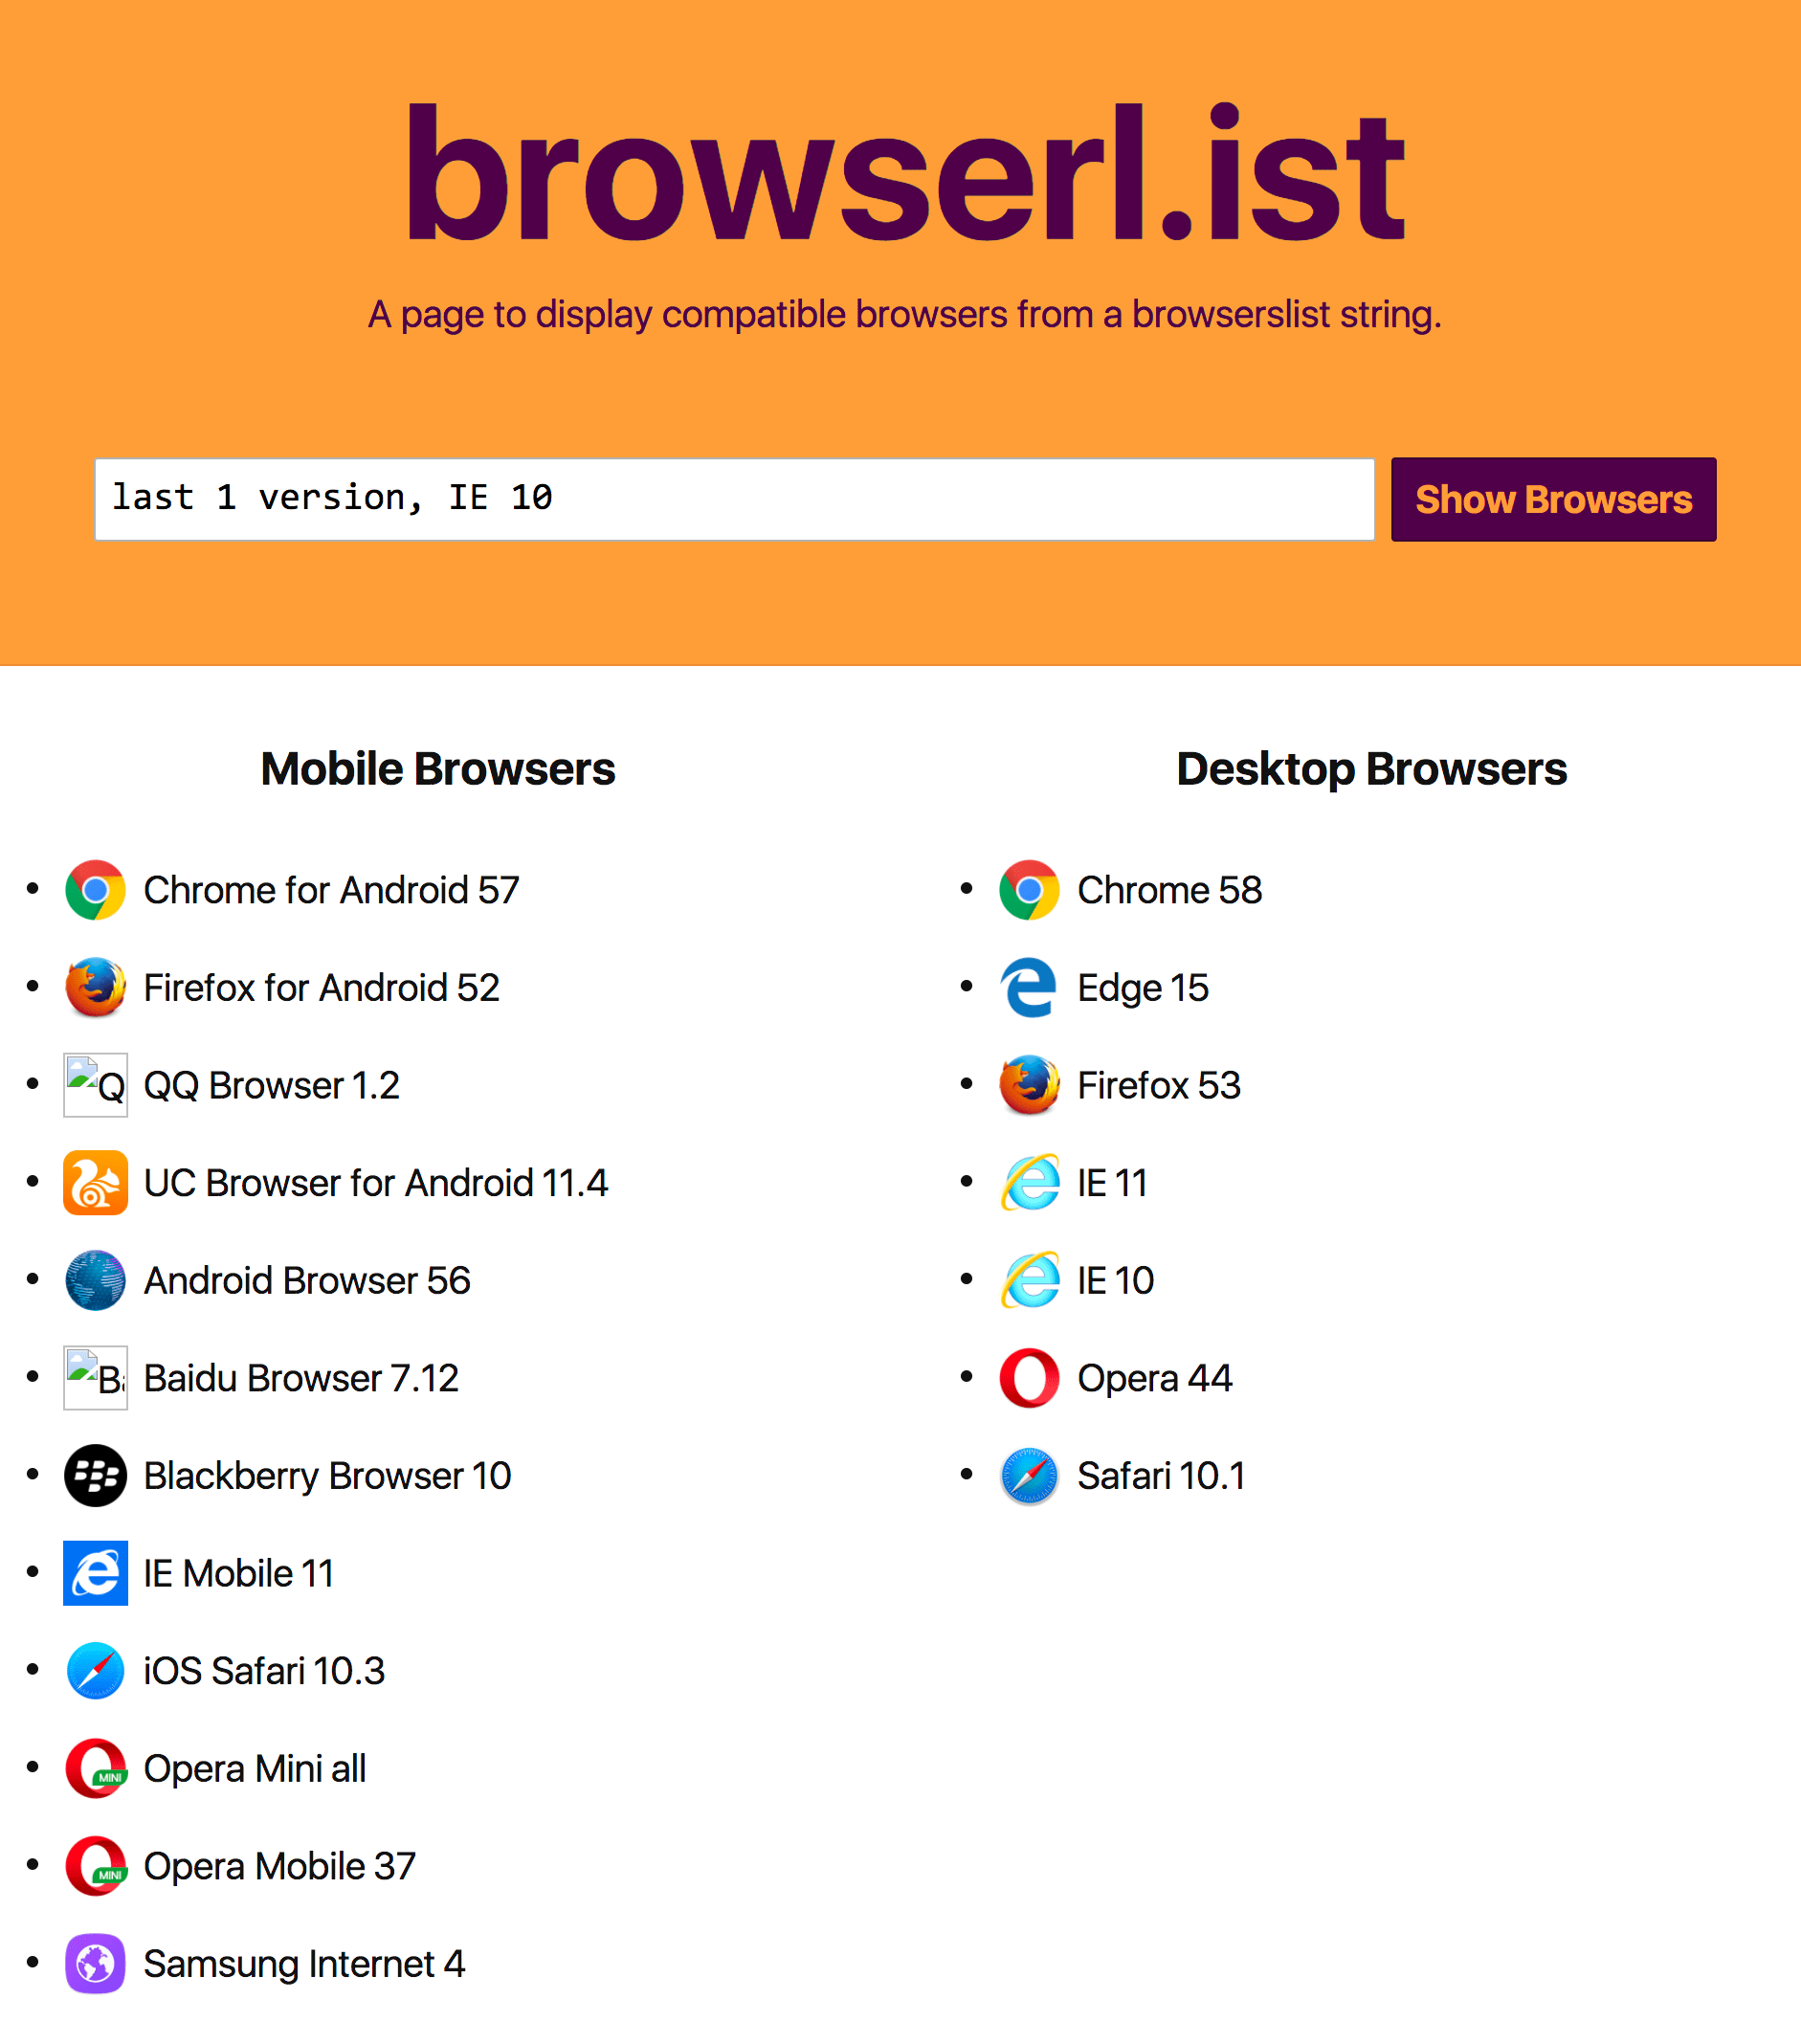 browserl.ist
A page to display compatible browsers from a browserslist string.
last 1 version, IE 10
Show Browsers
Mobile Browsers
Chrome for Android 57
Firefox for Android 52
Q QQ Browser 1.2
UC Browser for Android 11.4
Android Browser 56
Ba Baidu Browser 7.12
Blackberry Browser 10
IE Mobile 11
iOS Safari 10.3
MINI Opera Mini all
MINI Opera Mobile 37
Samsung Internet 4
Desktop Browsers
Chrome 58
Edge 15
Firefox 53
IE 11
IE 10
Opera 44
Safari 10.1